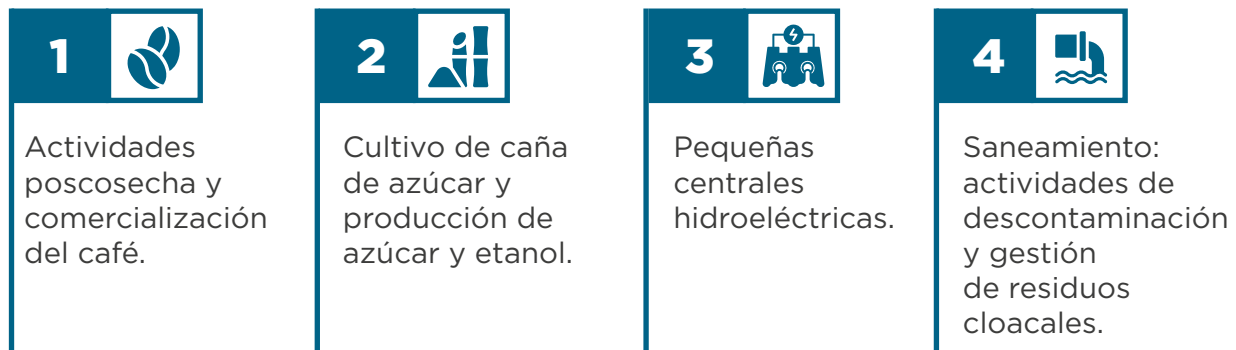 1
Actividades
poscosecha y
comercialización
del café.
2
Cultivo de caña
de azúcar y
producción de
azúcar y etanol.
3
Pequeñas
centrales
hidroeléctricas.
4
Saneamiento:
actividades de
descontaminación
y gestión
de residuos
cloacales.